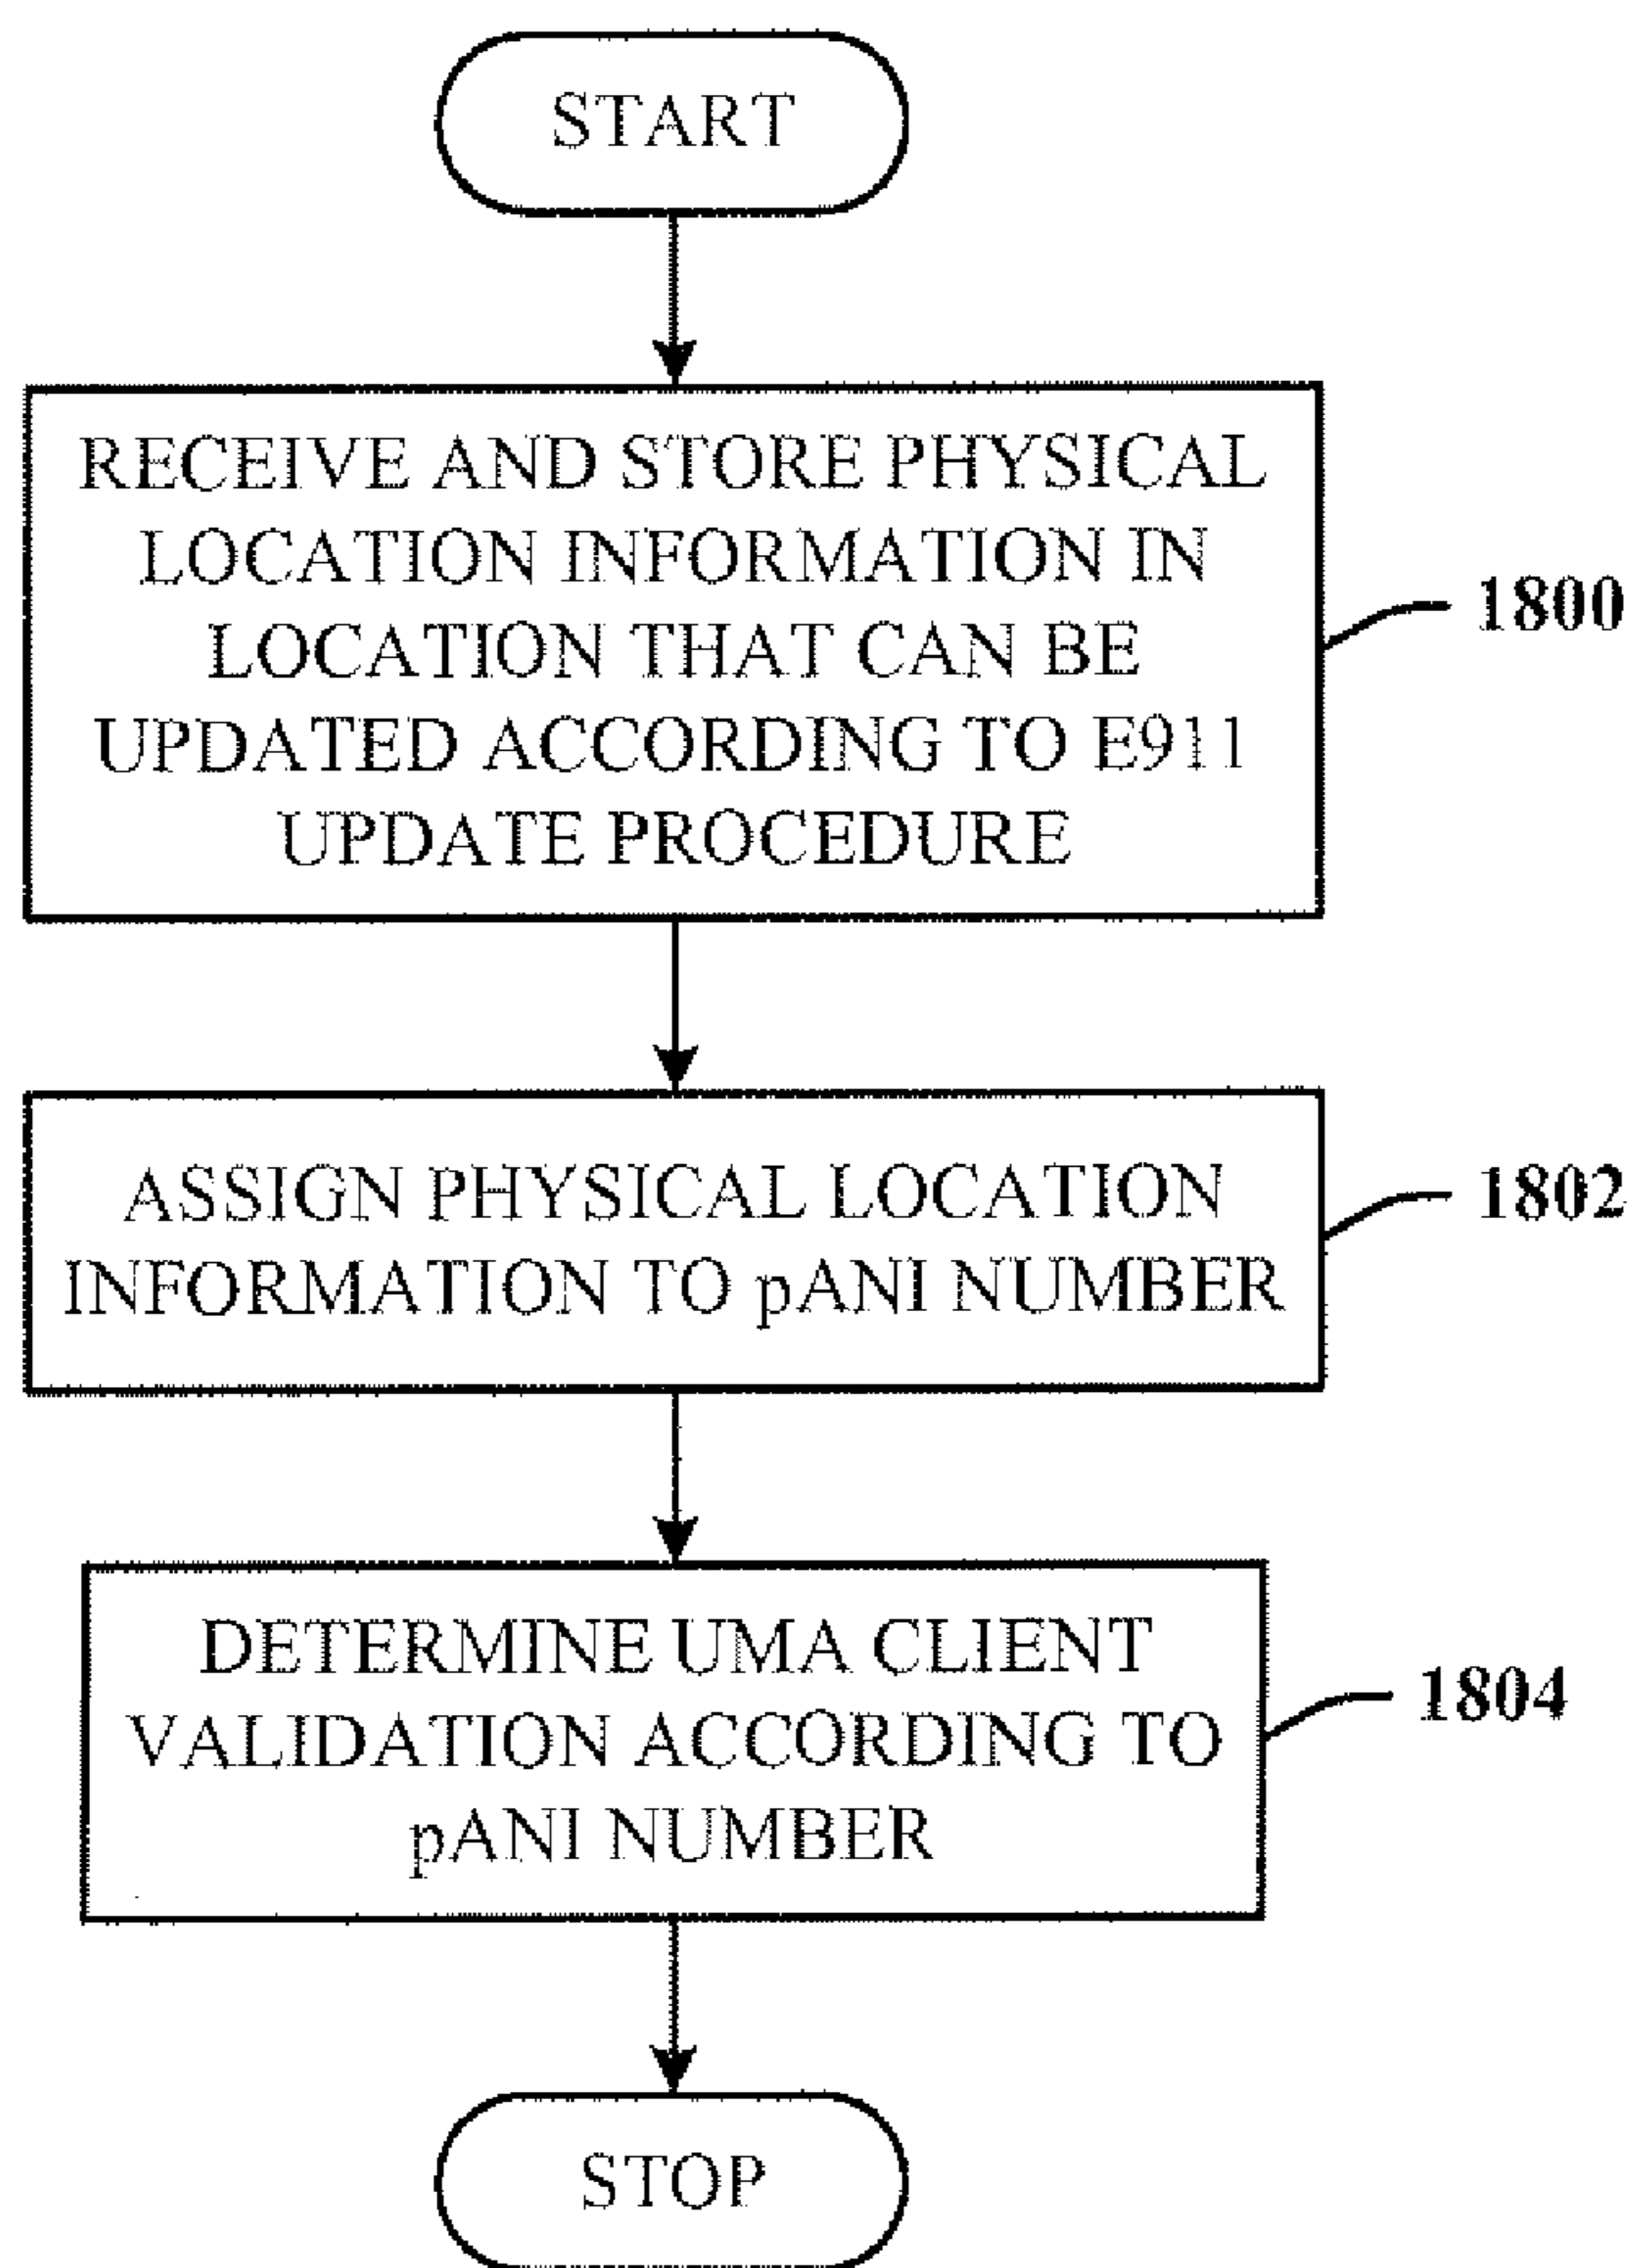 START
RECEIVE AND STORE PHYSICAL
LOCATION INFORMATION IN
LOCATION THAT CAN BE
UPDATED ACCORDING TO E911
UPDATE PROCEDURE
1800
ASSIGN PHYSICAL LOCATION
INFORMATION TO pANI NUMBER
1802
DETERMINE UMA CLIENT
VALIDATION ACCORDING TO
pANI NUMBER
1804
STOP